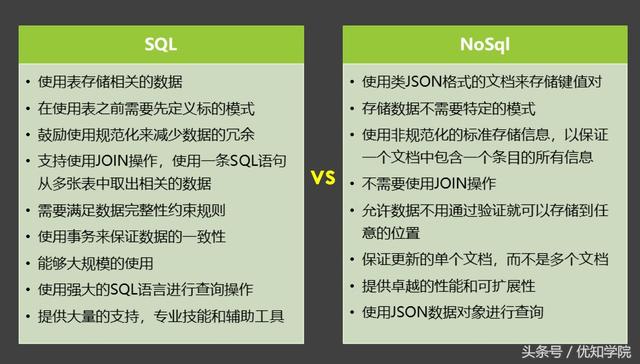 SQL
使用表存储相关的数据
在使用表之前需要先定义标的模式
鼓励使用规范化来减少数据的冗余
支持使用JOIN操作，使用一条SQL语句
从多张表中取出相关的数据
需要满足数据完整性约束规则
使用事务来保证数据的一致性
能够大规模的使用
使用强大的SQL语言进行查询操作
提供大量的支持，专业技能和辅助工具
VS
NoSql
使用类JSON格式的文档来存储键值对
存储数据不需要特定的模式
使用非规范化的标准存储信息，以保证
一个文档中包含一个条目的所有信息
不需要使用JOIN操作
允许数据不用通过验证就可以存储到任
意的位置
保证更新的单个文档，而不是多个文档
提供卓越的性能和可扩展性
使用JSON数据对象进行查询
头条号 / 优知学院